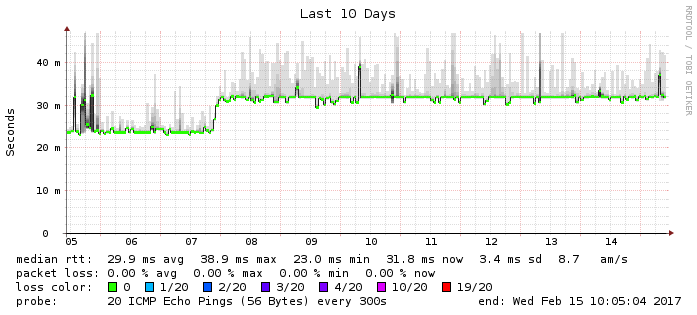 Last 10 Days
RRDTOOL / TOBI OETIKER
Seconds
40 m
30 m
20 m
10 m
0
05 06 07 08 09 10 11 12 13 14
median rtt: 29.9 ms avg 38.9 ms max 23.0 ms min 31.8 ms now 3.4 ms sd 8.7 am/s
packet loss: 0.00 % avg 0.00 % max 0.00 % min 0.00 % now
loss color: 0 1/20 2/20 3/20 4/20 10/20 19/20
probe: 20 ICMP Echo Pings (56 Bytes) every 300s end: Wed Feb 15 10:05:04 2017